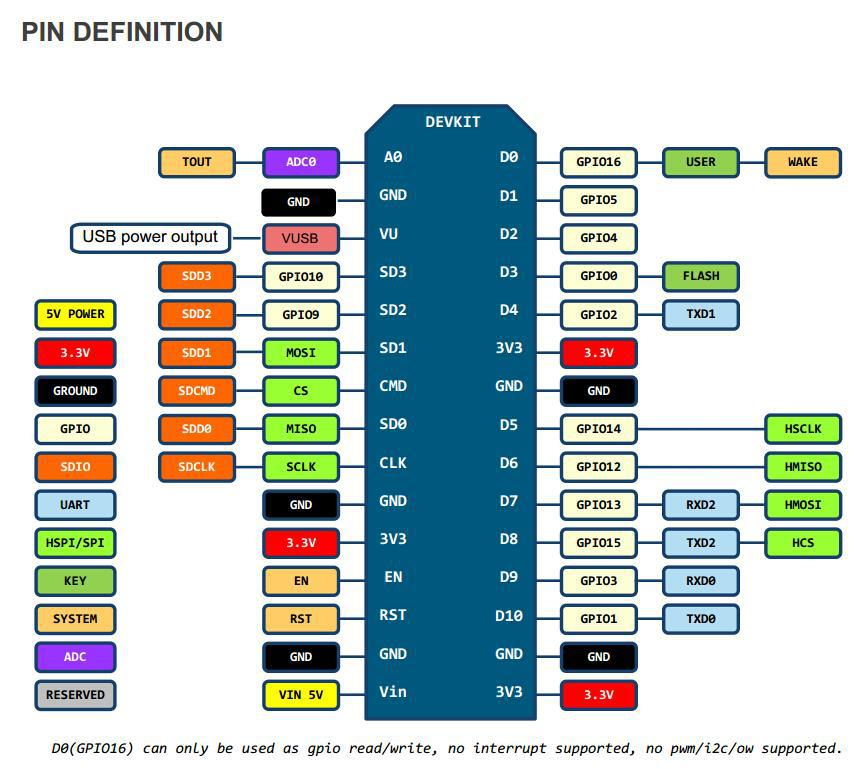 PIN DEFINITION
DEVKIT
TOUT ADC0 A0 D0 GPIO16 USER WAKE
GND GND D1 GPIO5
USB power output VUSB VU D2 GPIO4
SDD3 GPIO10 SD3 D3 GPIO0 FLASH
5V POWER SDD2 GPIO9 SD2 D4 GPIO2 TXD1
3.3V SDD1 MOSI SD1 3V3 3.3V
GROUND SDCMD CS CMD GND GND
GPIO SDD0 MISO SD0 D5 GPIO14 HSCLK
SDIO SDCLK SCLK CLK D6 GPIO12 HMISO
UART GND GND D7 GPIO13 RXD2 HMOSI
HSPI/SPI 3.3V 3V3 D8 GPIO15 TXD2 HCS
KEY EN EN D9 GPIO3 RXD0
SYSTEM RST RST D10 GPIO1 TXD0
ADC GND GND GND GND
RESERVED VIN 5V Vin 3V3 3.3V
D0(GPIO16) can only be used as gpio read/write, no interrupt supported, no pwm/i2c/ow supported.